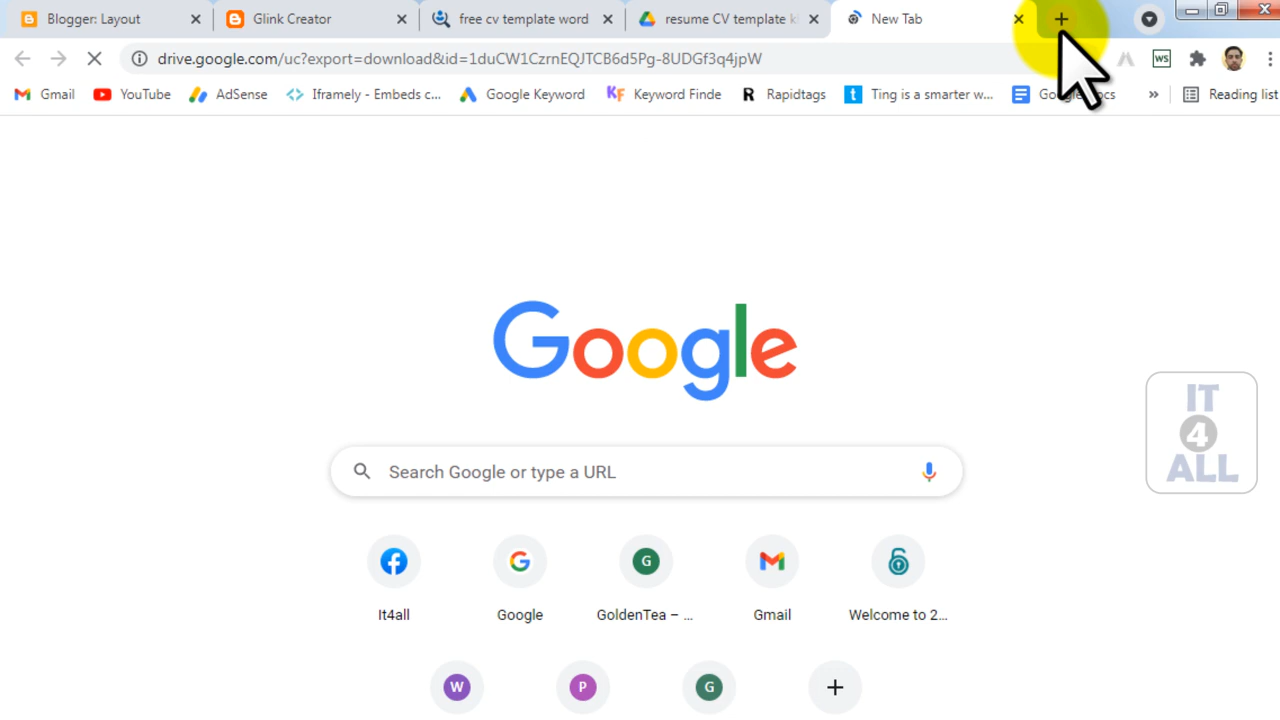 Blogger: Layout
Glink Creator
free cv template word
resume CV template k
New Tab
drive.google.com/uc?export=download&id=1duCW1CzrnEQJTCB6d5Pg-8UDGf3q4jpW
WS
Gmail
YouTube
AdSense
Iframely - Embeds c...
Google Keyword
KF Keyword Finde
R Rapidtags
t Ting is a smarter w...
»
Reading list
Google
Search Google or type a URL
IT
4
ALL
G
It4all
Google
GoldenTea – ...
Gmail
Welcome to 2...
W
P
G